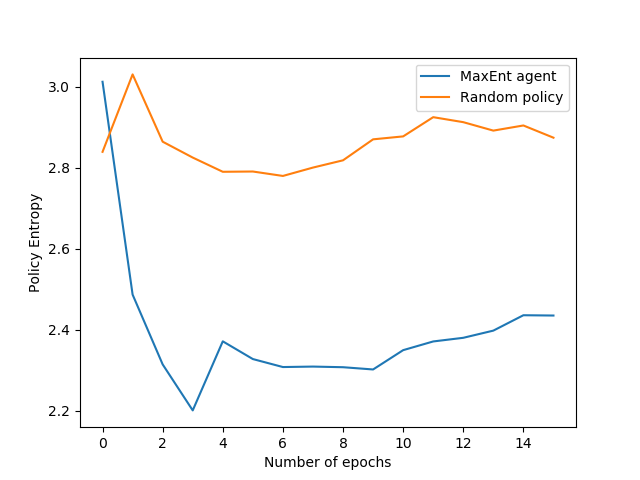 MaxEnt agent
Random policy
3.0
2.8
2.6
2.4
2.2
Policy Entropy
0 2 4 6 8 10 12 14
Number of epochs